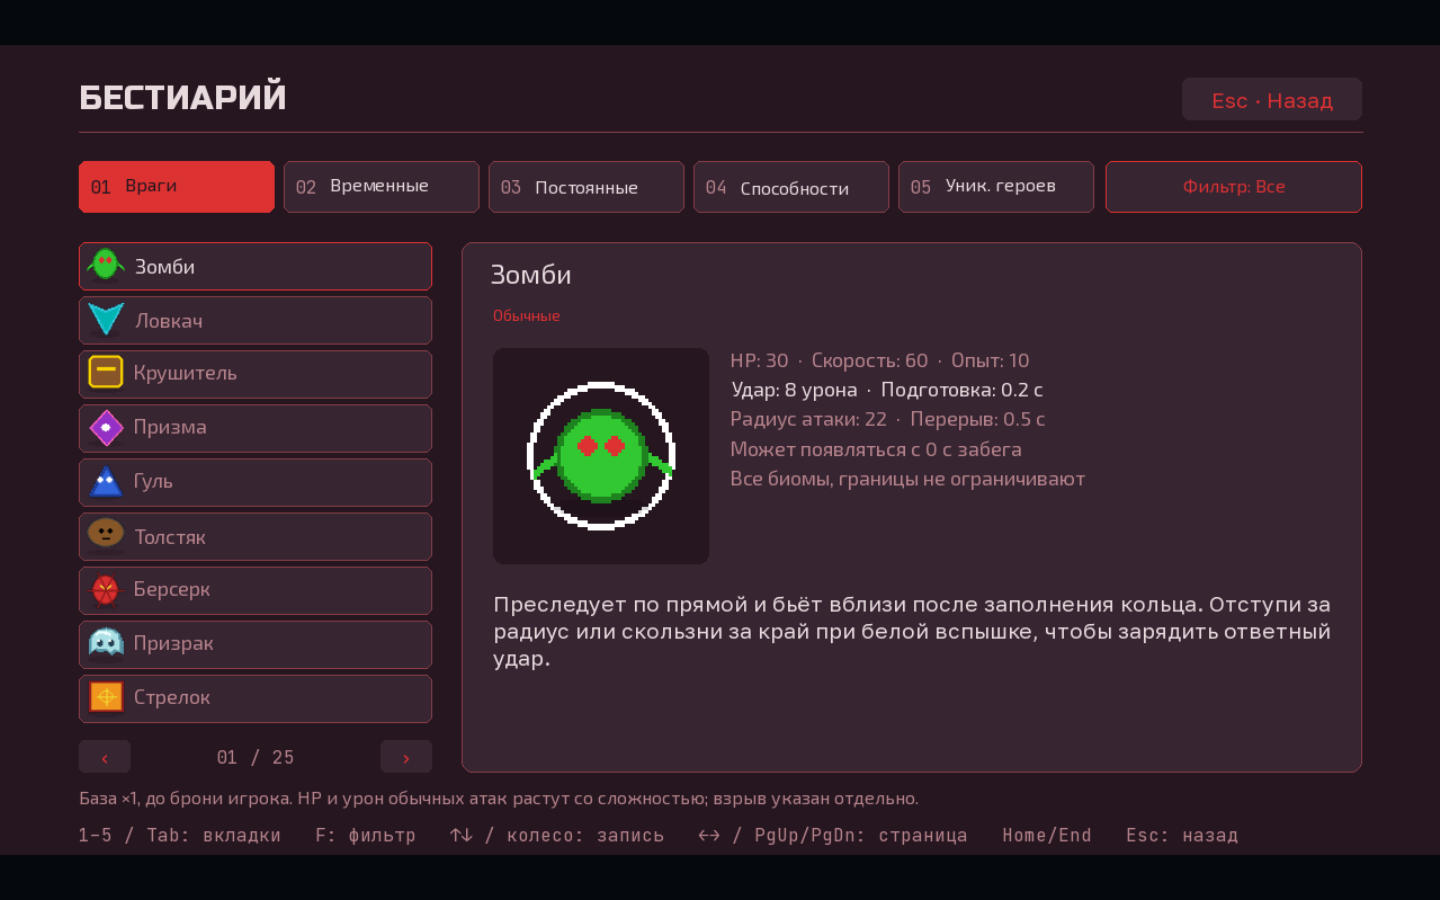 БЕСТИАРИЙ
Esc · Назад
01 Враги
02 Временные
03 Постоянные
04 Способности
05 Уник. героев
Фильтр: Все
Зомби
Ловкач
Крушитель
Призма
Гуль
Толстяк
Берсерк
Призрак
Стрелок
‹ 01 / 25 ›
Зомби
Обычные
HP: 30 · Скорость: 60 · Опыт: 10
Удар: 8 урона · Подготовка: 0.2 с
Радиус атаки: 22 · Перерыв: 0.5 с
Может появляться с 0 с забега
Все биомы, границы не ограничивают
Преследует по прямой и бьёт вблизи после заполнения кольца. Отступи за
радиус или скользни за край при белой вспышке, чтобы зарядить ответный
удар.
База ×1, до брони игрока. HP и урон обычных атак растут со сложностью; взрыв указан отдельно.
1–5 / Tab: вкладки F: фильтр ↑↓ / колесо: запись ↔ / PgUp/PgDn: страница Home/End Esc: назад